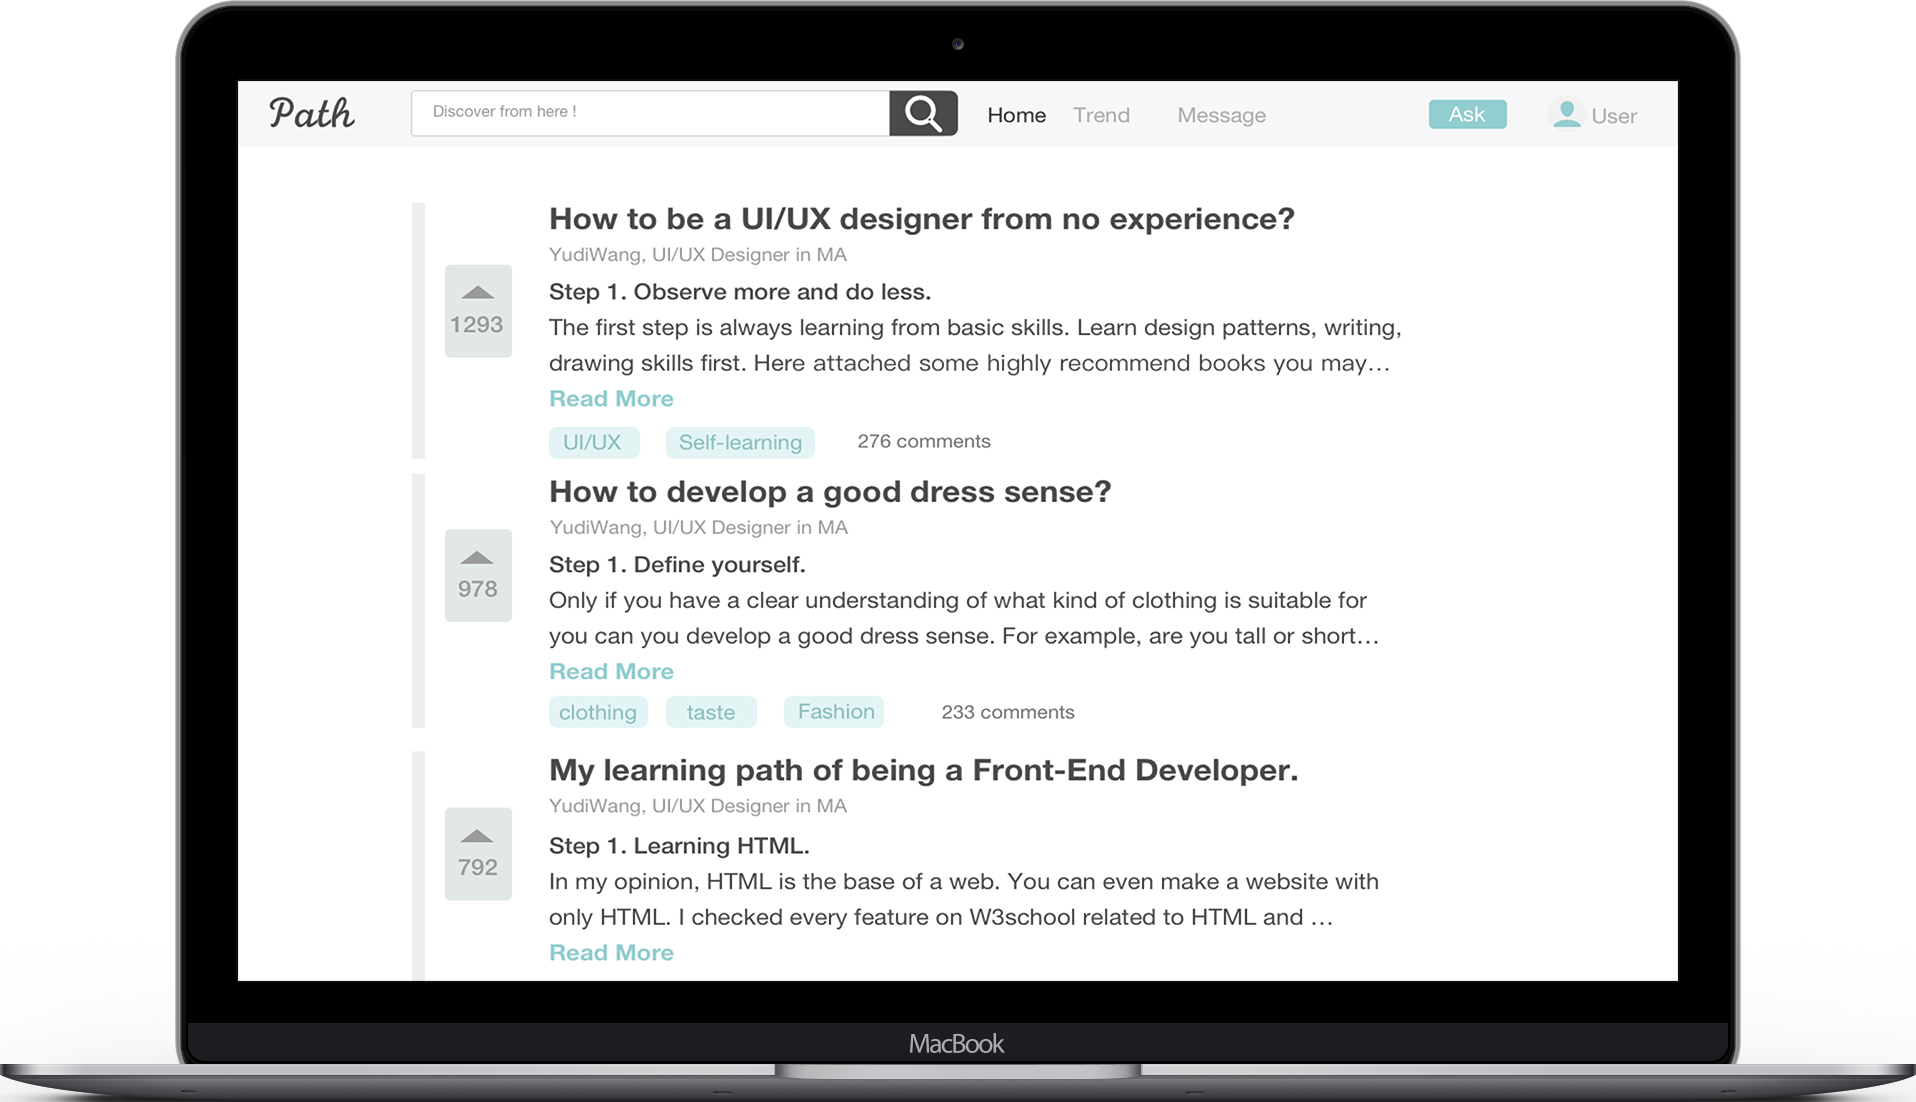 Path
Discover from here !
Home Trend Message
Ask
User
How to be a UI/UX designer from no experience?
YudiWang, UI/UX Designer in MA
1293
Step 1. Observe more and do less.
The first step is always learning from basic skills. Learn design patterns, writing,
drawing skills first. Here attached some highly recommend books you may…
Read More
UI/UX Self-learning 276 comments
How to develop a good dress sense?
YudiWang, UI/UX Designer in MA
978
Step 1. Define yourself.
Only if you have a clear understanding of what kind of clothing is suitable for
you can you develop a good dress sense. For example, are you tall or short…
Read More
clothing taste Fashion 233 comments
My learning path of being a Front-End Developer.
YudiWang, UI/UX Designer in MA
792
Step 1. Learning HTML.
In my opinion, HTML is the base of a web. You can even make a website with
only HTML. I checked every feature on W3school related to HTML and …
Read More
MacBook